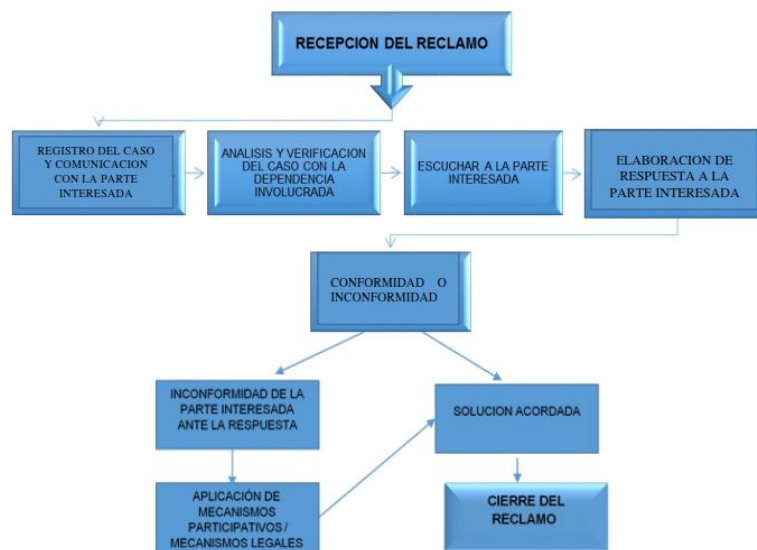 RECEPCION DEL RECLAMO
REGISTRO DEL CASO
Y COMUNICACION
CON LA PARTE
INTERESADA
ANALISIS Y VERIFICACION
DEL CASO CON LA
DEPENDENCIA
INVOLUCRADA
ESCUCHAR A LA PARTE
INTERESADA
ELABORACION DE
RESPUESTA A LA
PARTE INTERESADA
CONFORMIDAD O
INCONFORMIDAD
INCONFORMIDAD DE LA
PARTE INTERESADA
ANTE LA RESPUESTA
SOLUCION ACORDADA
APLICACIÓN DE
MECANISMOS
PARTICIPATIVOS /
MECANISMOS LEGALES
CIERRE DEL
RECLAMO